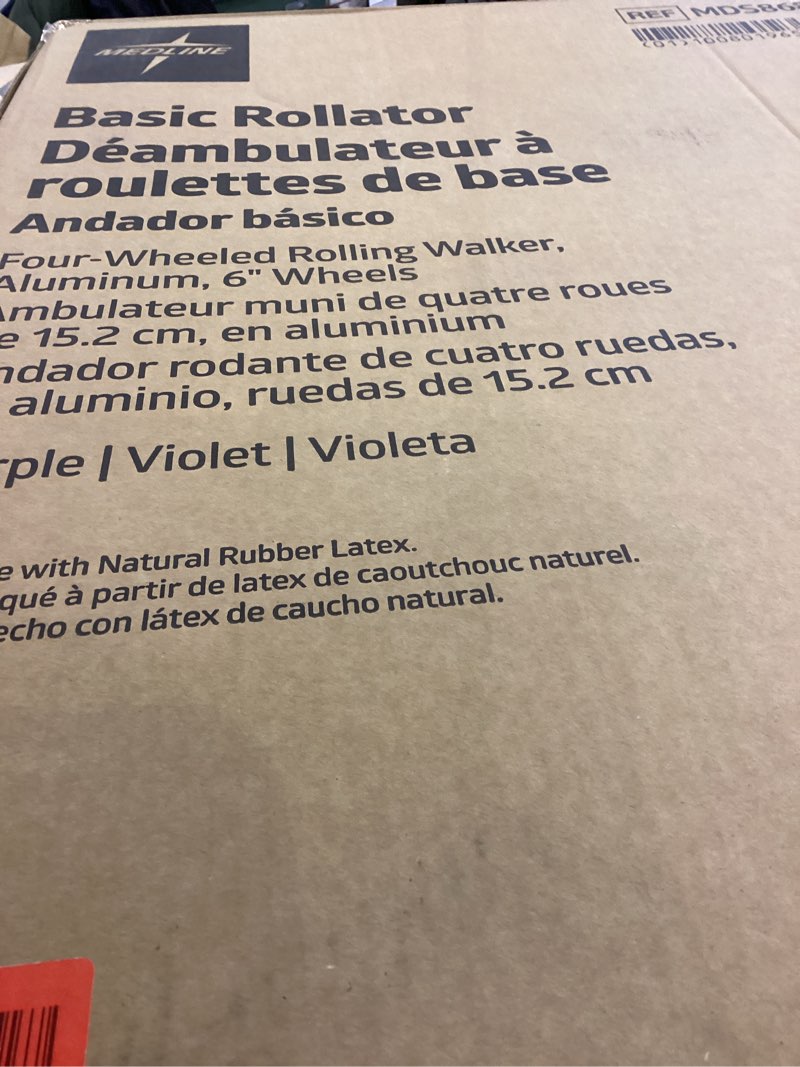 MEDLINE
REF MDS86
Basic Rollator
Déambulateur à
roulettes de base
Andador básico
Four-Wheeled Rolling Walker,
Aluminum, 6" Wheels
mbulateur muni de quatre roues
e 15.2 cm, en aluminium
ndador rodante de cuatro ruedas,
aluminio, ruedas de 15.2 cm
rple | Violet | Violeta
e with Natural Rubber Latex.
qué à partir de latex de caoutchouc naturel.
echo con látex de caucho natural.